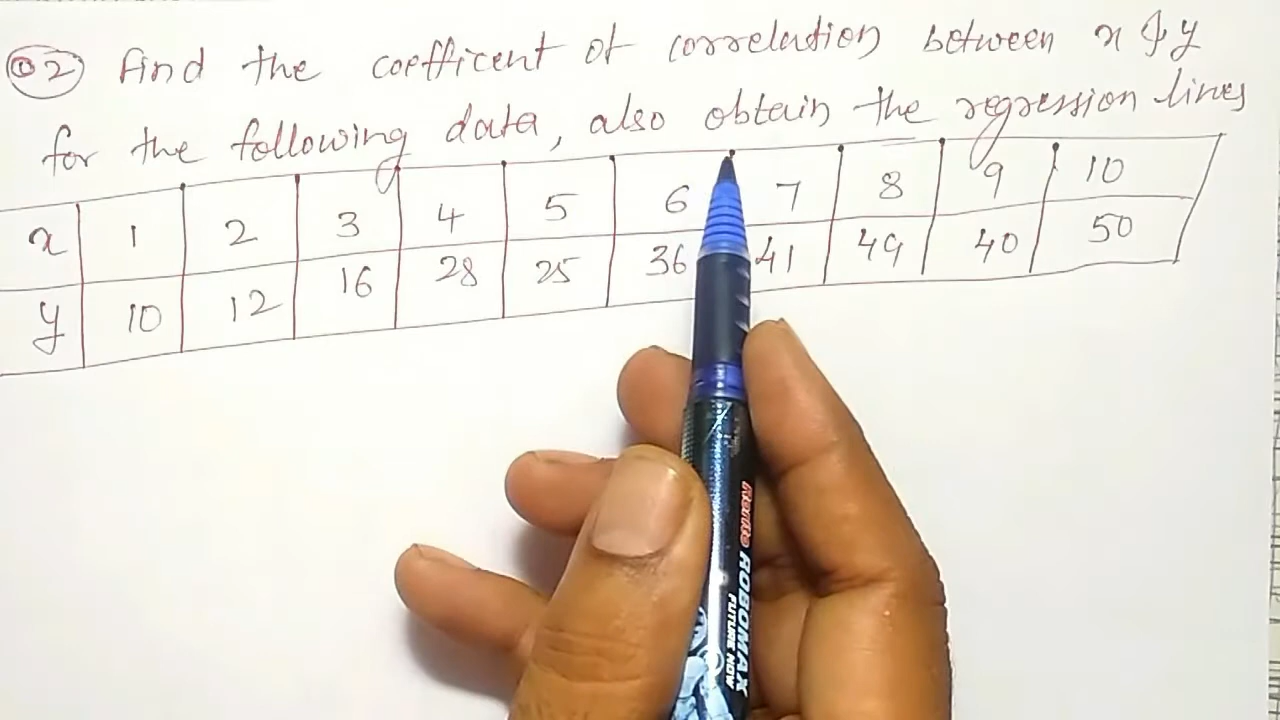 Q2) Find the coefficent of correlation between x & y
for the following data, also obtain the regression lines
x 1 2 3 4 5 6 7 8 9 10
y 10 12 16 28 25 36 41 49 40 50
Rorito ROBOMAX
FUTURE NOW